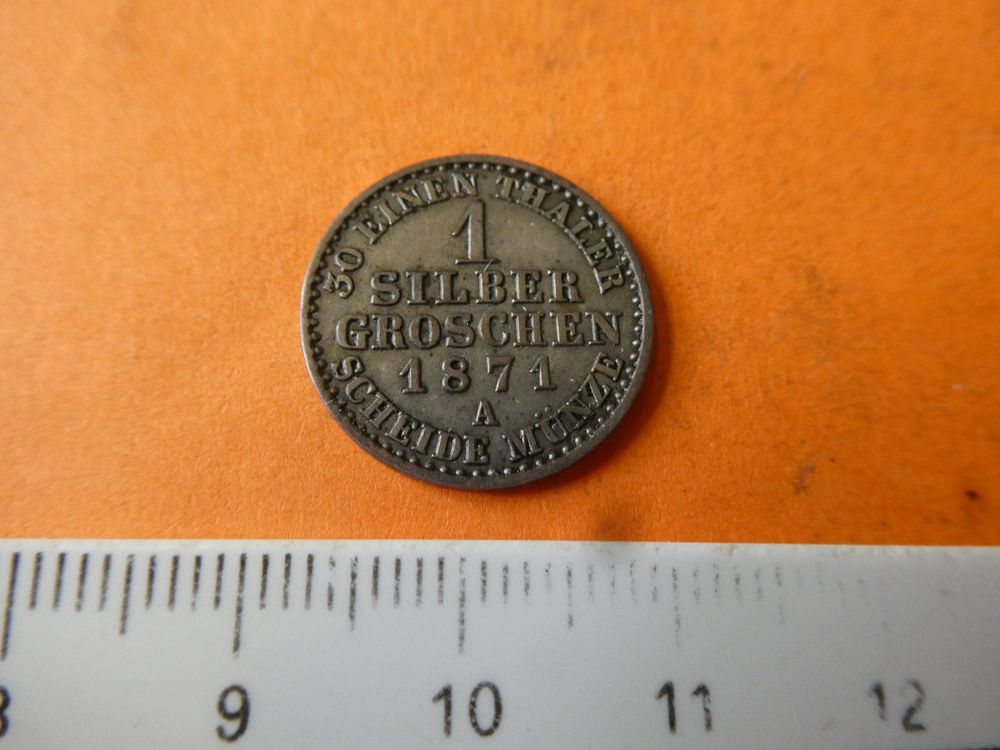 30 EINEN THALER
1
SILBER
GROSCHEN
1871
A
SCHEIDE MÜNZE
8 9 10 11 12